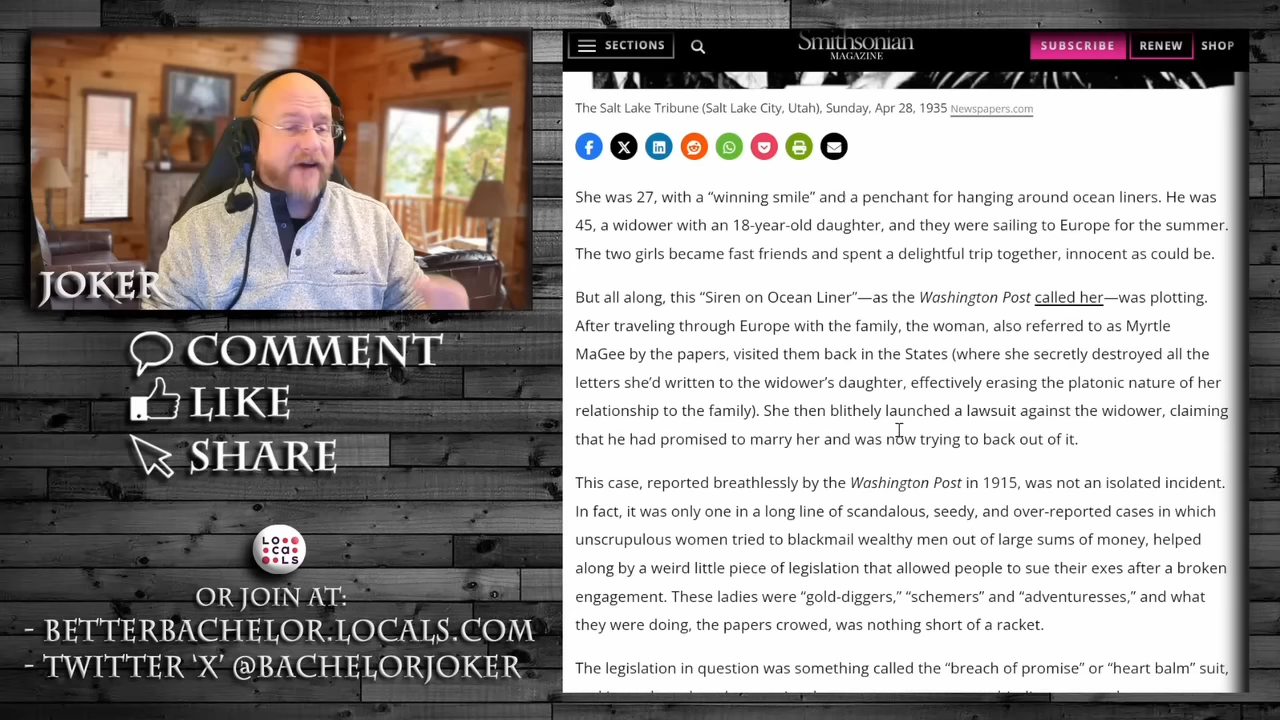 JOKER
COMMENT
LIKE
SHARE
LOCALS
OR JOIN AT:
- BETTERBACHELOR.LOCALS.COM
- TWITTER 'X' @BACHELORJOKER
SECTIONS
Smithsonian
MAGAZINE
SUBSCRIBE
RENEW
SHOP
The Salt Lake Tribune (Salt Lake City, Utah), Sunday, Apr 28, 1935 Newspapers.com
She was 27, with a “winning smile” and a penchant for hanging around ocean liners. He was
45, a widower with an 18-year-old daughter, and they were sailing to Europe for the summer.
The two girls became fast friends and spent a delightful trip together, innocent as could be.
But all along, this “Siren on Ocean Liner”—as the Washington Post called her—was plotting.
After traveling through Europe with the family, the woman, also referred to as Myrtle
MaGee by the papers, visited them back in the States (where she secretly destroyed all the
letters she’d written to the widower’s daughter, effectively erasing the platonic nature of her
relationship to the family). She then blithely launched a lawsuit against the widower, claiming
that he had promised to marry her and was now trying to back out of it.
This case, reported breathlessly by the Washington Post in 1915, was not an isolated incident.
In fact, it was only one in a long line of scandalous, seedy, and over-reported cases in which
unscrupulous women tried to blackmail wealthy men out of large sums of money, helped
along by a weird little piece of legislation that allowed people to sue their exes after a broken
engagement. These ladies were “gold-diggers,” “schemers” and “adventuresses,” and what
they were doing, the papers crowed, was nothing short of a racket.
The legislation in question was something called the “breach of promise” or “heart balm” suit,